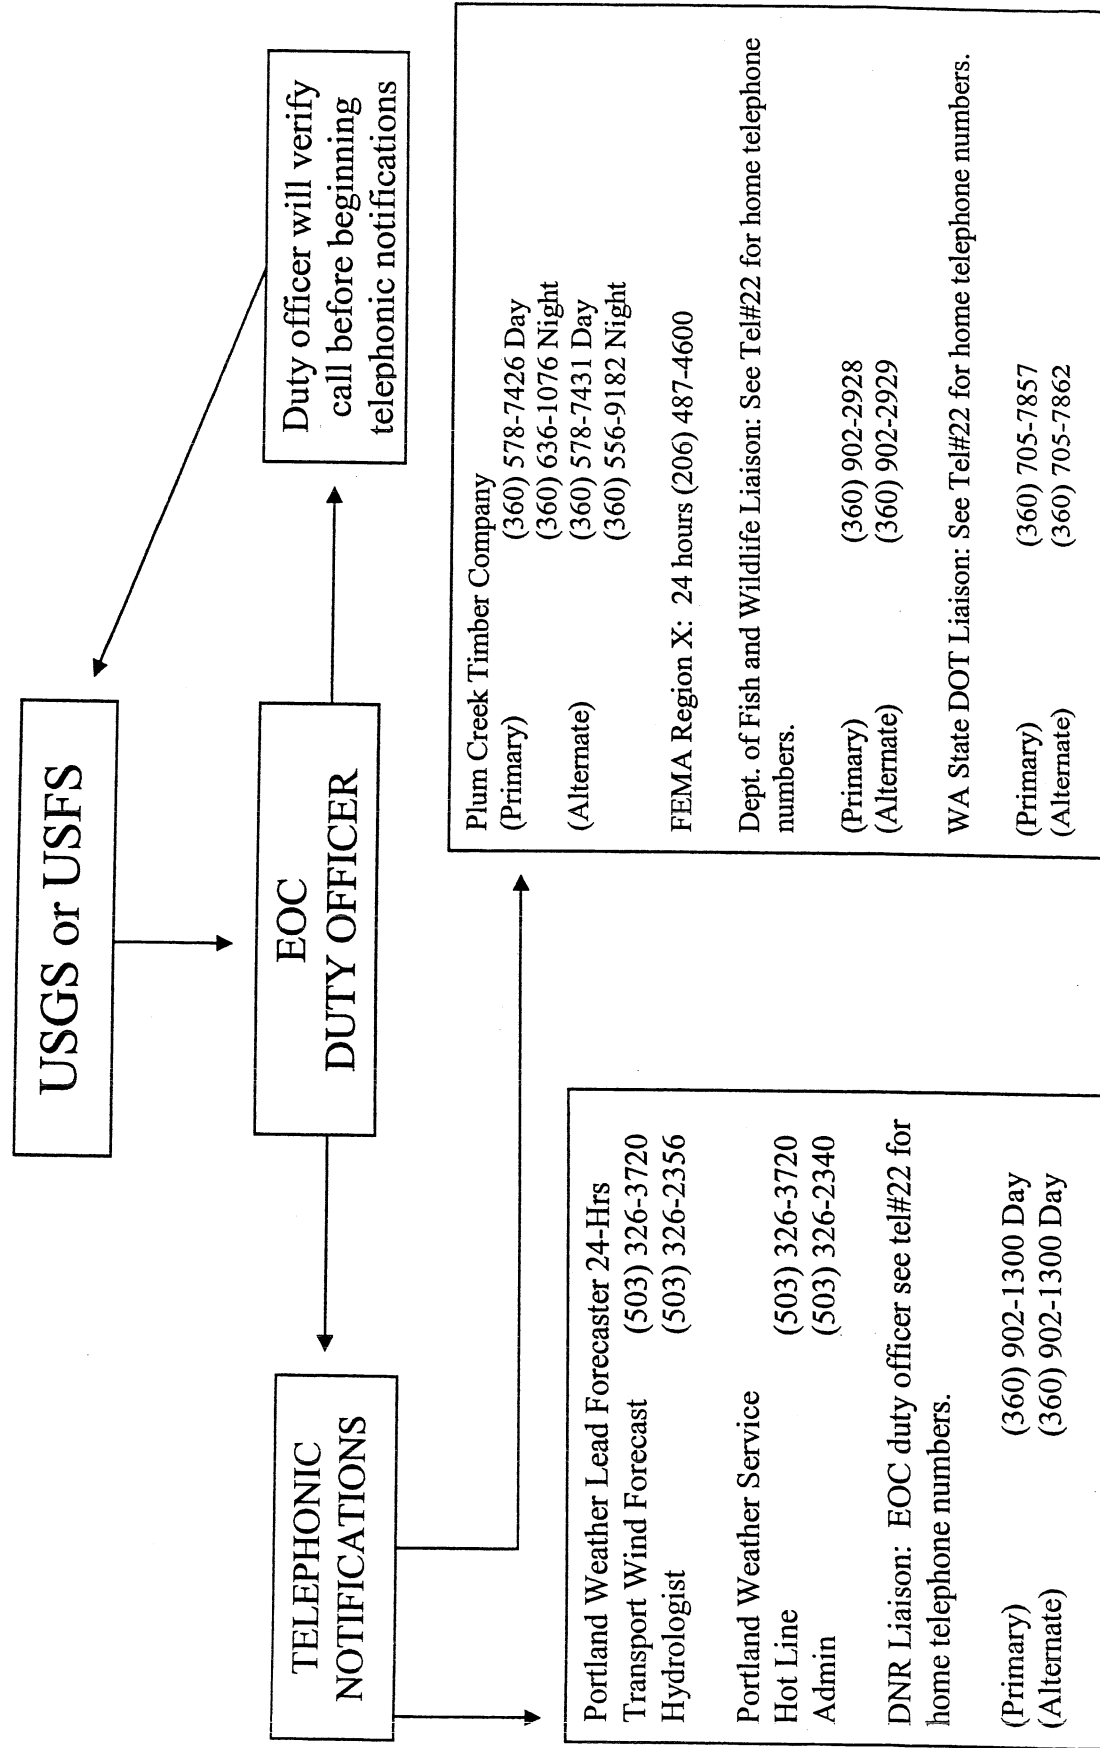 USGS or USFS
EOC
DUTY OFFICER
Duty officer will verify
call before beginning
telephonic notifications
TELEPHONIC
NOTIFICATIONS
Portland Weather Lead Forecaster 24-Hrs
Transport Wind Forecast (503) 326-3720
Hydrologist (503) 326-2356
Portland Weather Service
Hot Line (503) 326-3720
Admin (503) 326-2340
DNR Liaison: EOC duty officer see tel#22 for
home telephone numbers.
(Primary) (360) 902-1300 Day
(Alternate) (360) 902-1300 Day
Plum Creek Timber Company
(Primary) (360) 578-7426 Day
(360) 636-1076 Night
(Alternate) (360) 578-7431 Day
(360) 556-9182 Night
FEMA Region X: 24 hours (206) 487-4600
Dept. of Fish and Wildlife Liaison: See Tel#22 for home telephone
numbers.
(Primary) (360) 902-2928
(Alternate) (360) 902-2929
WA State DOT Liaison: See Tel#22 for home telephone numbers.
(Primary) (360) 705-7857
(Alternate) (360) 705-7862